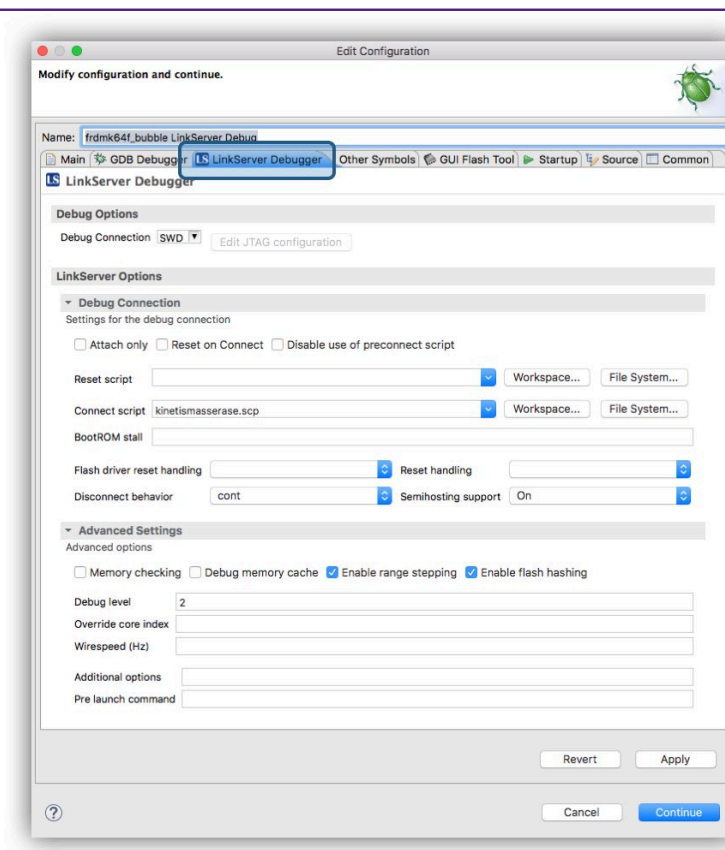 Edit Configuration
Modify configuration and continue.
Name: frdmk64f_bubble LinkServer Debug
Main GDB Debugger LS LinkServer Debugger Other Symbols GUI Flash Tool Startup Source Common
LS LinkServer Debugger
Debug Options
Debug Connection SWD Edit JTAG configuration
LinkServer Options
Debug Connection
Settings for the debug connection
Attach only Reset on Connect Disable use of preconnect script
Reset script Workspace... File System...
Connect script kinetismasserase.scp Workspace... File System...
BootROM stall
Flash driver reset handling Reset handling
Disconnect behavior cont Semihosting support On
Advanced Settings
Advanced options
Memory checking Debug memory cache Enable range stepping Enable flash hashing
Debug level 2
Override core index
Wirespeed (Hz)
Additional options
Pre launch command
Revert Apply
? Cancel Continue